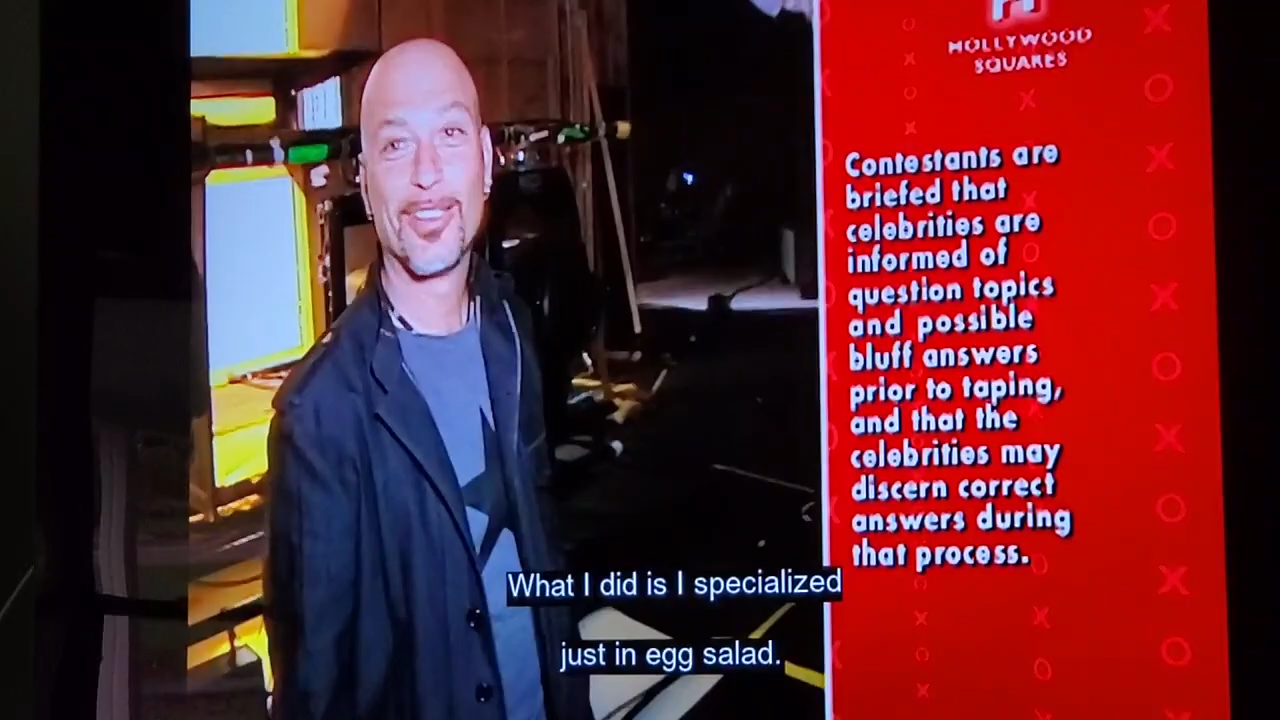 HOLLYWOOD
SQUARES
Contestants are
briefed that
celebrities are
informed of
question topics
and possible
bluff answers
prior to taping,
and that the
celebrities may
discern correct
answers during
that process.
What I did is I specialized
just in egg salad.